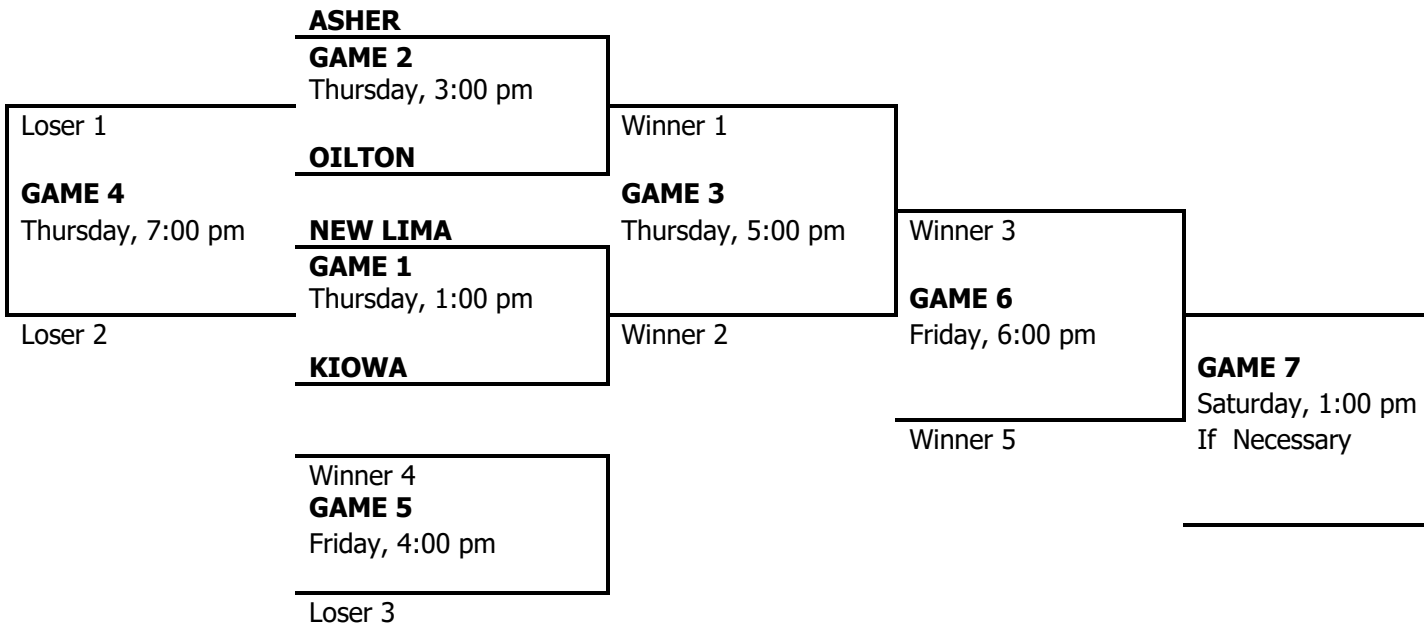 ASHER
GAME 2
Thursday, 3:00 pm
Loser 1
Winner 1
OILTON
GAME 4
GAME 3
Thursday, 7:00 pm
NEW LIMA
Thursday, 5:00 pm
Winner 3
GAME 1
Thursday, 1:00 pm
GAME 6
Loser 2
Winner 2
Friday, 6:00 pm
KIOWA
GAME 7
Saturday, 1:00 pm
Winner 5
If Necessary
Winner 4
GAME 5
Friday, 4:00 pm
Loser 3